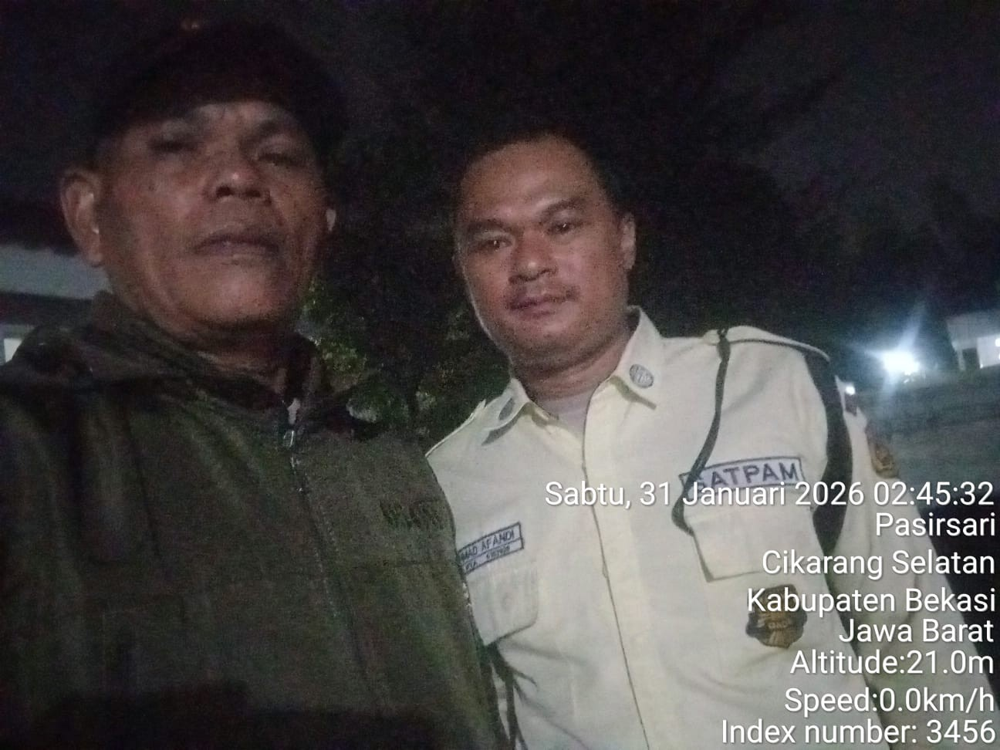 SATPAM
AFANDI
Sabtu, 31 Januari 2026 02:45:32
Pasirsari
Cikarang Selatan
Kabupaten Bekasi
Jawa Barat
Altitude:21.0m
Speed:0.0km/h
Index number: 3456